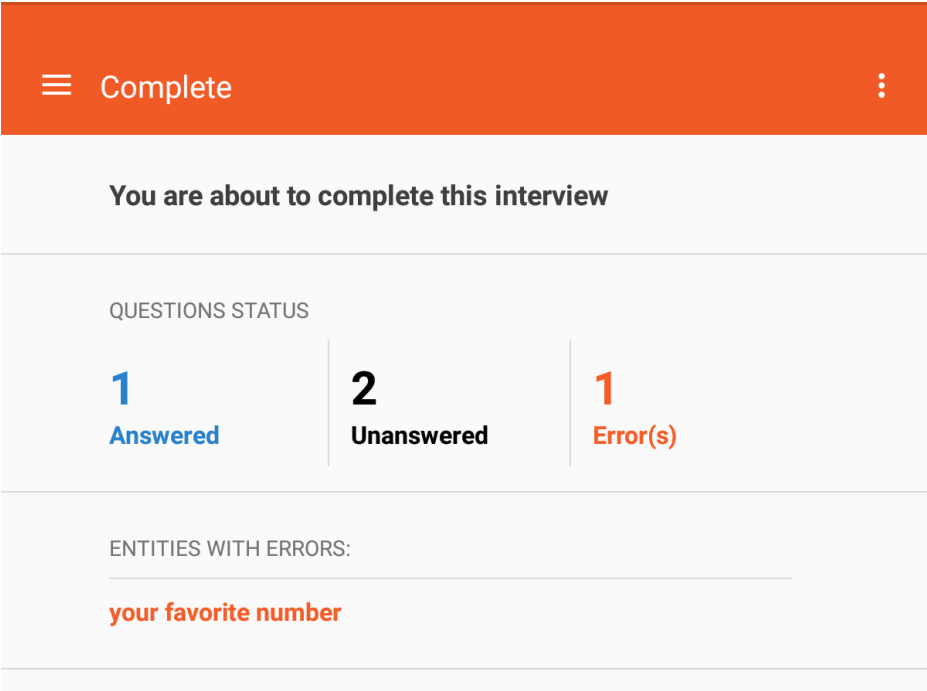 Complete
You are about to complete this interview
QUESTIONS STATUS
1 2 1
Answered Unanswered Error(s)
ENTITIES WITH ERRORS:
your favorite number